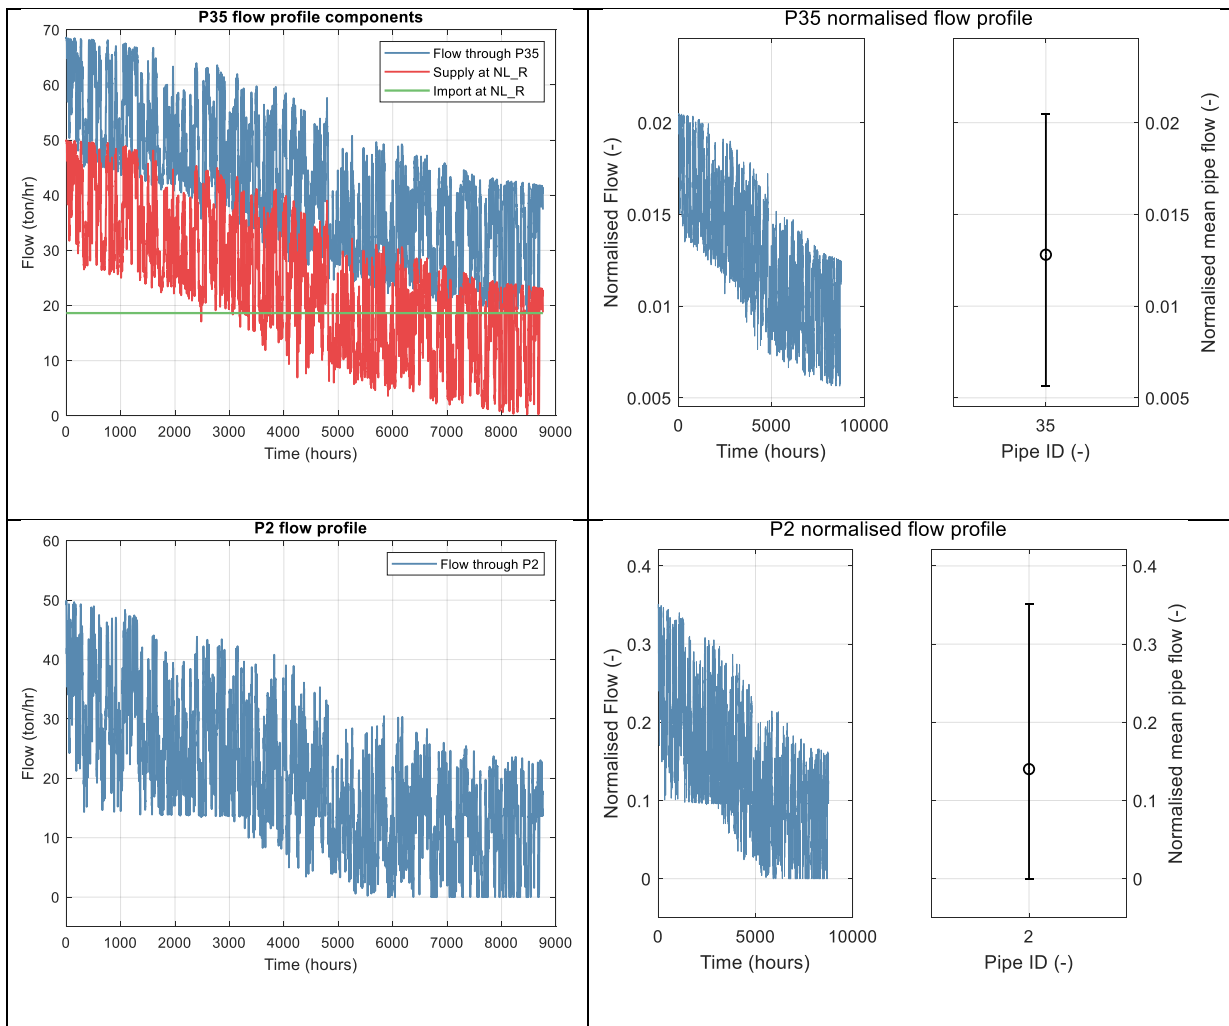 P35 flow profile components
70
60
50
40
30
20
10
0
Flow (ton/hr)
Flow through P35
Supply at NL_R
Import at NL_R
0 1000 2000 3000 4000 5000 6000 7000 8000 9000
Time (hours)
P35 normalised flow profile
0.02
0.015
0.01
0.005
Normalised Flow (-)
0 5000 10000
Time (hours)
0.02
0.015
0.01
0.005
Normalised mean pipe flow (-)
35
Pipe ID (-)
P2 flow profile
60
50
40
30
20
10
0
Flow (ton/hr)
Flow through P2
0 1000 2000 3000 4000 5000 6000 7000 8000 9000
Time (hours)
P2 normalised flow profile
0.4
0.3
0.2
0.1
0
Normalised Flow (-)
0 5000 10000
Time (hours)
0.4
0.3
0.2
0.1
0
Normalised mean pipe flow (-)
2
Pipe ID (-)